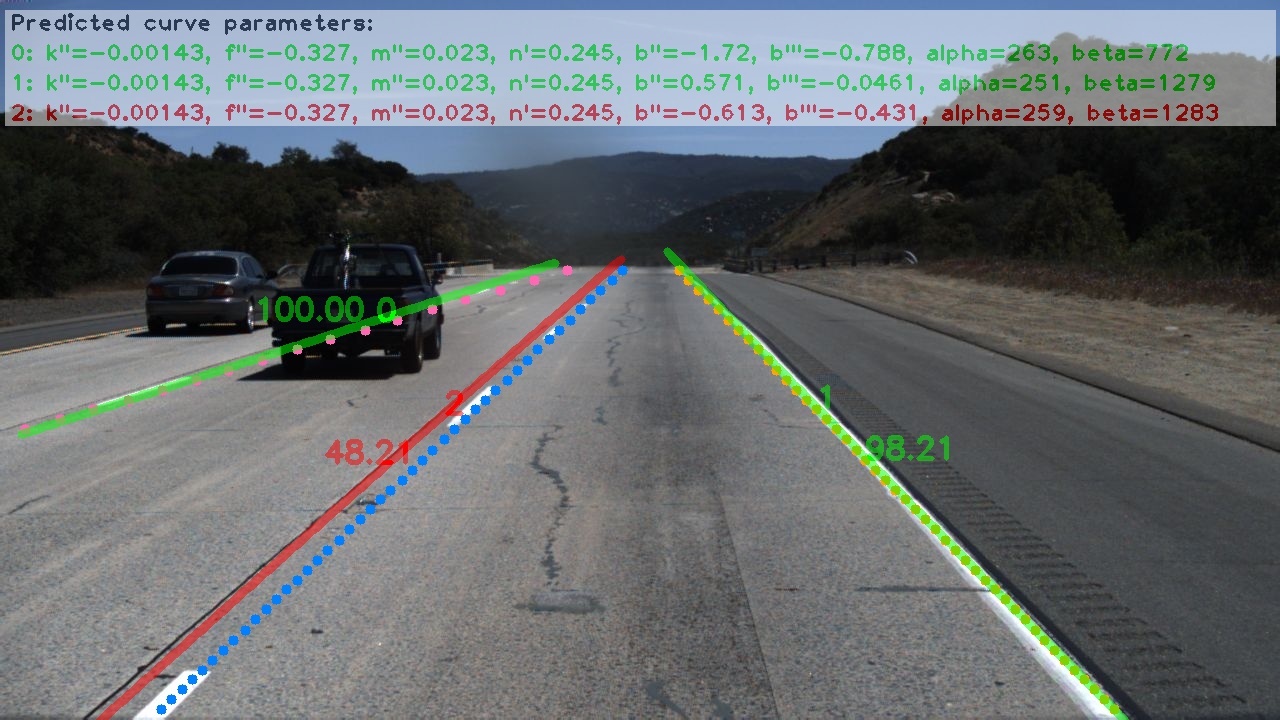 Predicted curve parameters:
0: k''=-0.00143, f''=-0.327, m''=0.023, n'=0.245, b''=-1.72, b'''=-0.788, alpha=263, beta=772
1: k''=-0.00143, f''=-0.327, m''=0.023, n'=0.245, b''=0.571, b'''=-0.0461, alpha=251, beta=1279
2: k''=-0.00143, f''=-0.327, m''=0.023, n'=0.245, b''=-0.613, b'''=-0.431, alpha=259, beta=1283
100.00 0
2 1
48.21 98.21